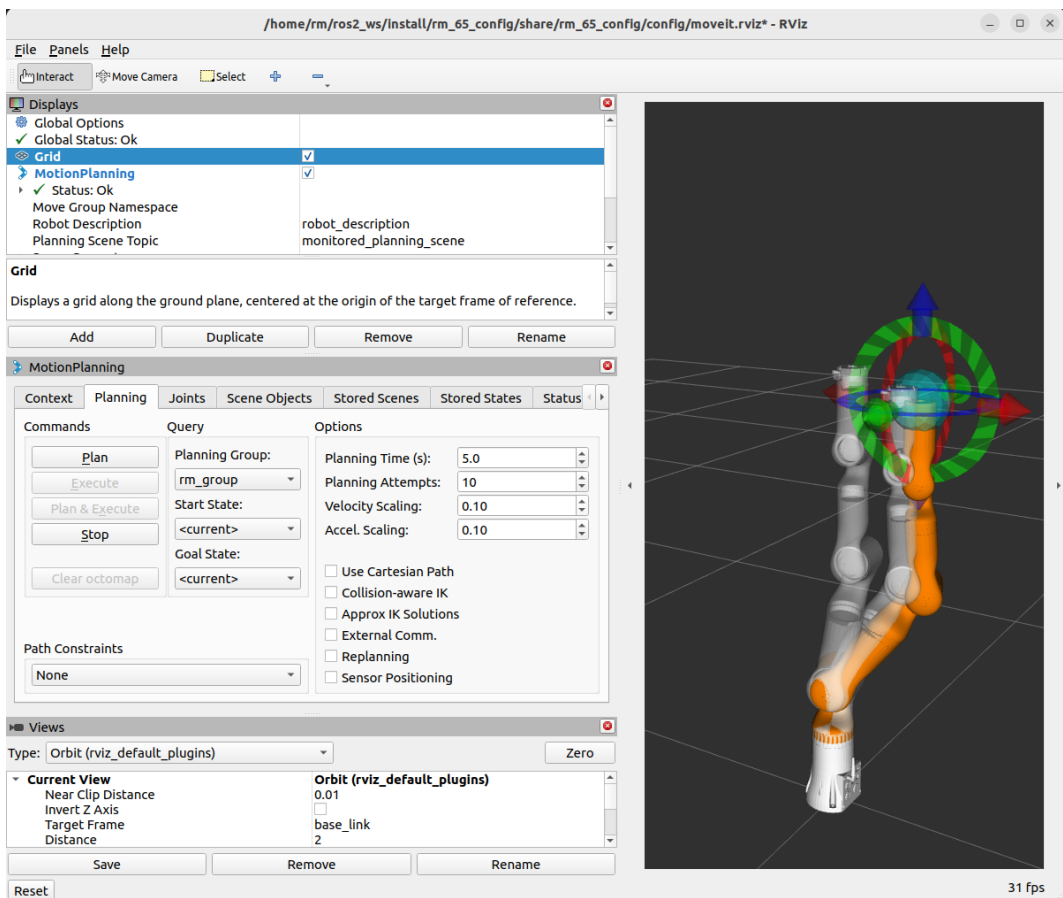 /home/rm/ros2_ws/install/rm_65_config/share/rm_65_config/config/moveit.rviz* - RViz
File Panels Help
Interact Move Camera Select
Displays
Global Options
Global Status: Ok
Grid
MotionPlanning
Status: Ok
Move Group Namespace
Robot Description robot_description
Planning Scene Topic monitored_planning_scene
Grid
Displays a grid along the ground plane, centered at the origin of the target frame of reference.
Add Duplicate Remove Rename
MotionPlanning
Context Planning Joints Scene Objects Stored Scenes Stored States Status
Commands Query Options
Plan Planning Group: Planning Time (s): 5.0
Execute rm_group Planning Attempts: 10
Plan & Execute Start State: Velocity Scaling: 0.10
Stop <current> Accel. Scaling: 0.10
Goal State:
Clear octomap <current> Use Cartesian Path
Collision-aware IK
Approx IK Solutions
External Comm.
Path Constraints Replanning
None Sensor Positioning
Views
Type: Orbit (rviz_default_plugins) Zero
Current View Orbit (rviz_default_plugins)
Near Clip Distance 0.01
Invert Z Axis
Target Frame base_link
Distance 2
Save Remove Rename
Reset 31 fps